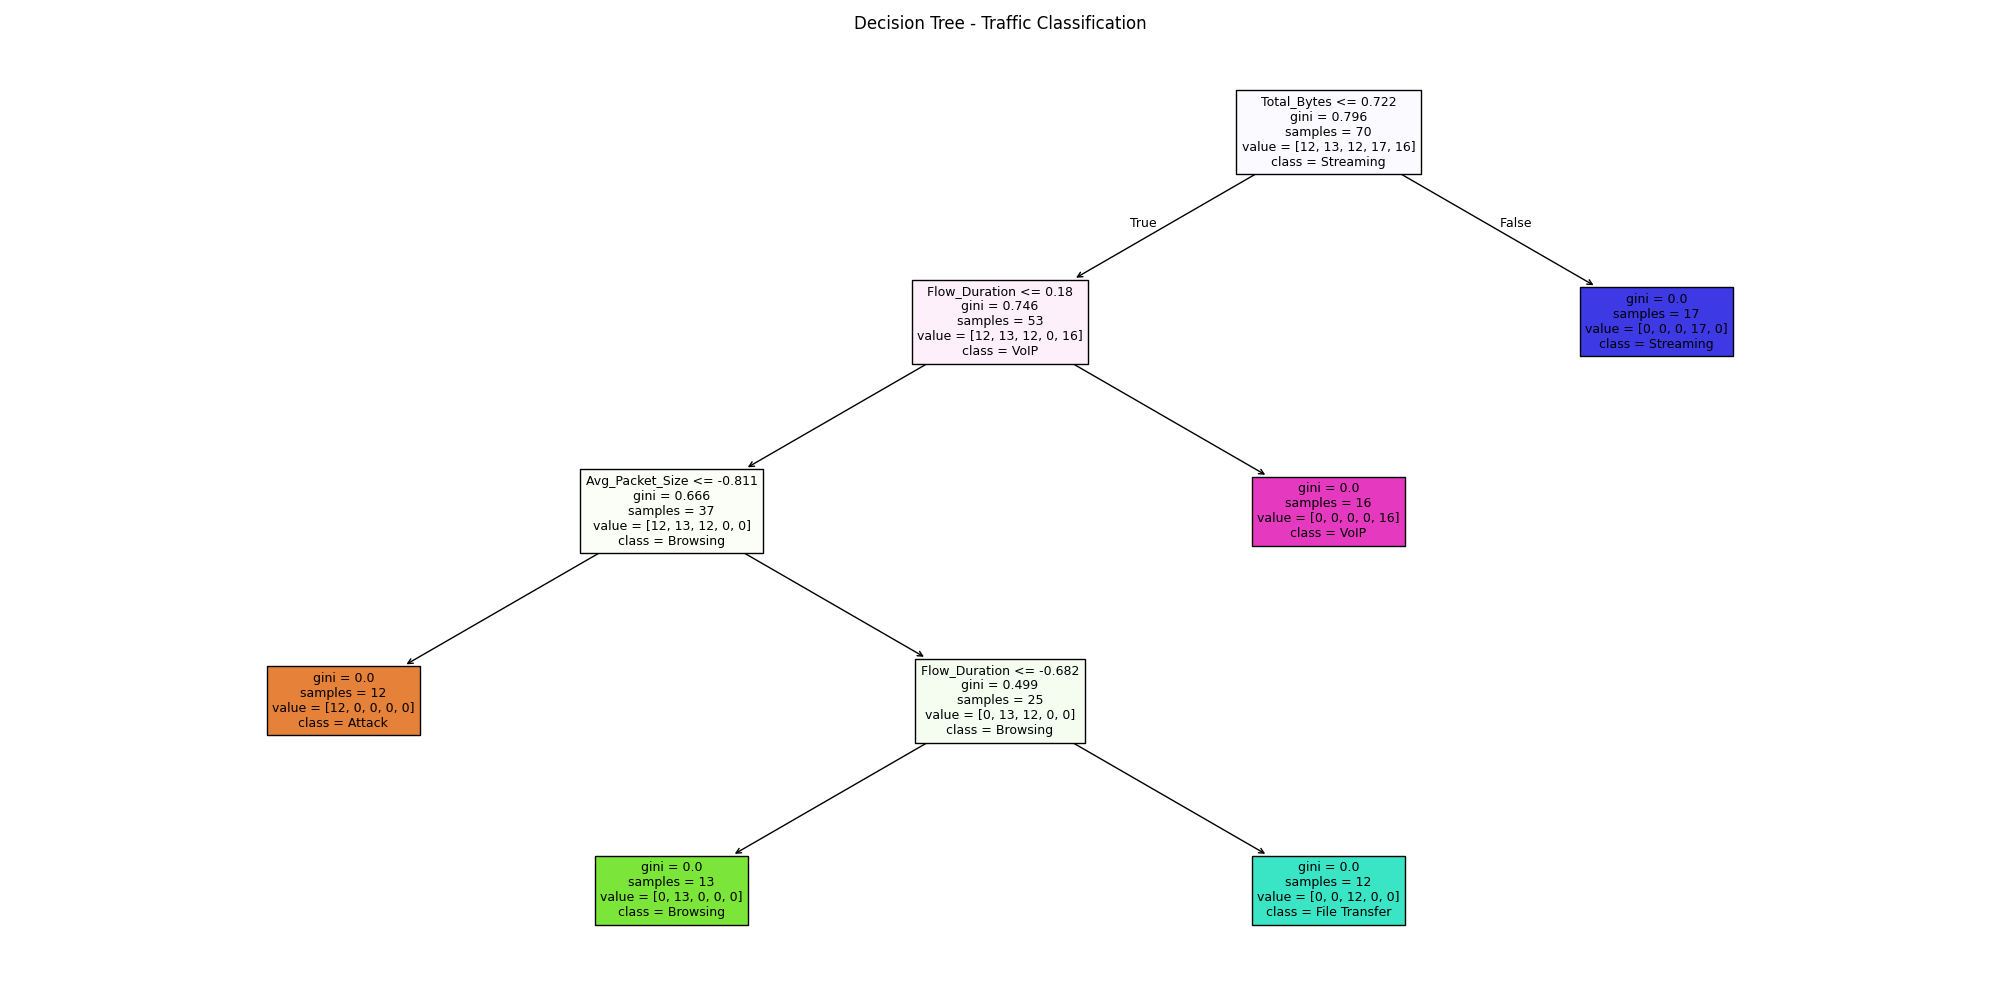 Decision Tree - Traffic Classification
Total_Bytes <= 0.722
gini = 0.796
samples = 70
value = [12, 13, 12, 17, 16]
class = Streaming
True
False
Flow_Duration <= 0.18
gini = 0.746
samples = 53
value = [12, 13, 12, 0, 16]
class = VoIP
gini = 0.0
samples = 17
value = [0, 0, 0, 17, 0]
class = Streaming
Avg_Packet_Size <= -0.811
gini = 0.666
samples = 37
value = [12, 13, 12, 0, 0]
class = Browsing
gini = 0.0
samples = 16
value = [0, 0, 0, 0, 16]
class = VoIP
gini = 0.0
samples = 12
value = [12, 0, 0, 0, 0]
class = Attack
Flow_Duration <= -0.682
gini = 0.499
samples = 25
value = [0, 13, 12, 0, 0]
class = Browsing
gini = 0.0
samples = 13
value = [0, 13, 0, 0, 0]
class = Browsing
gini = 0.0
samples = 12
value = [0, 0, 12, 0, 0]
class = File Transfer